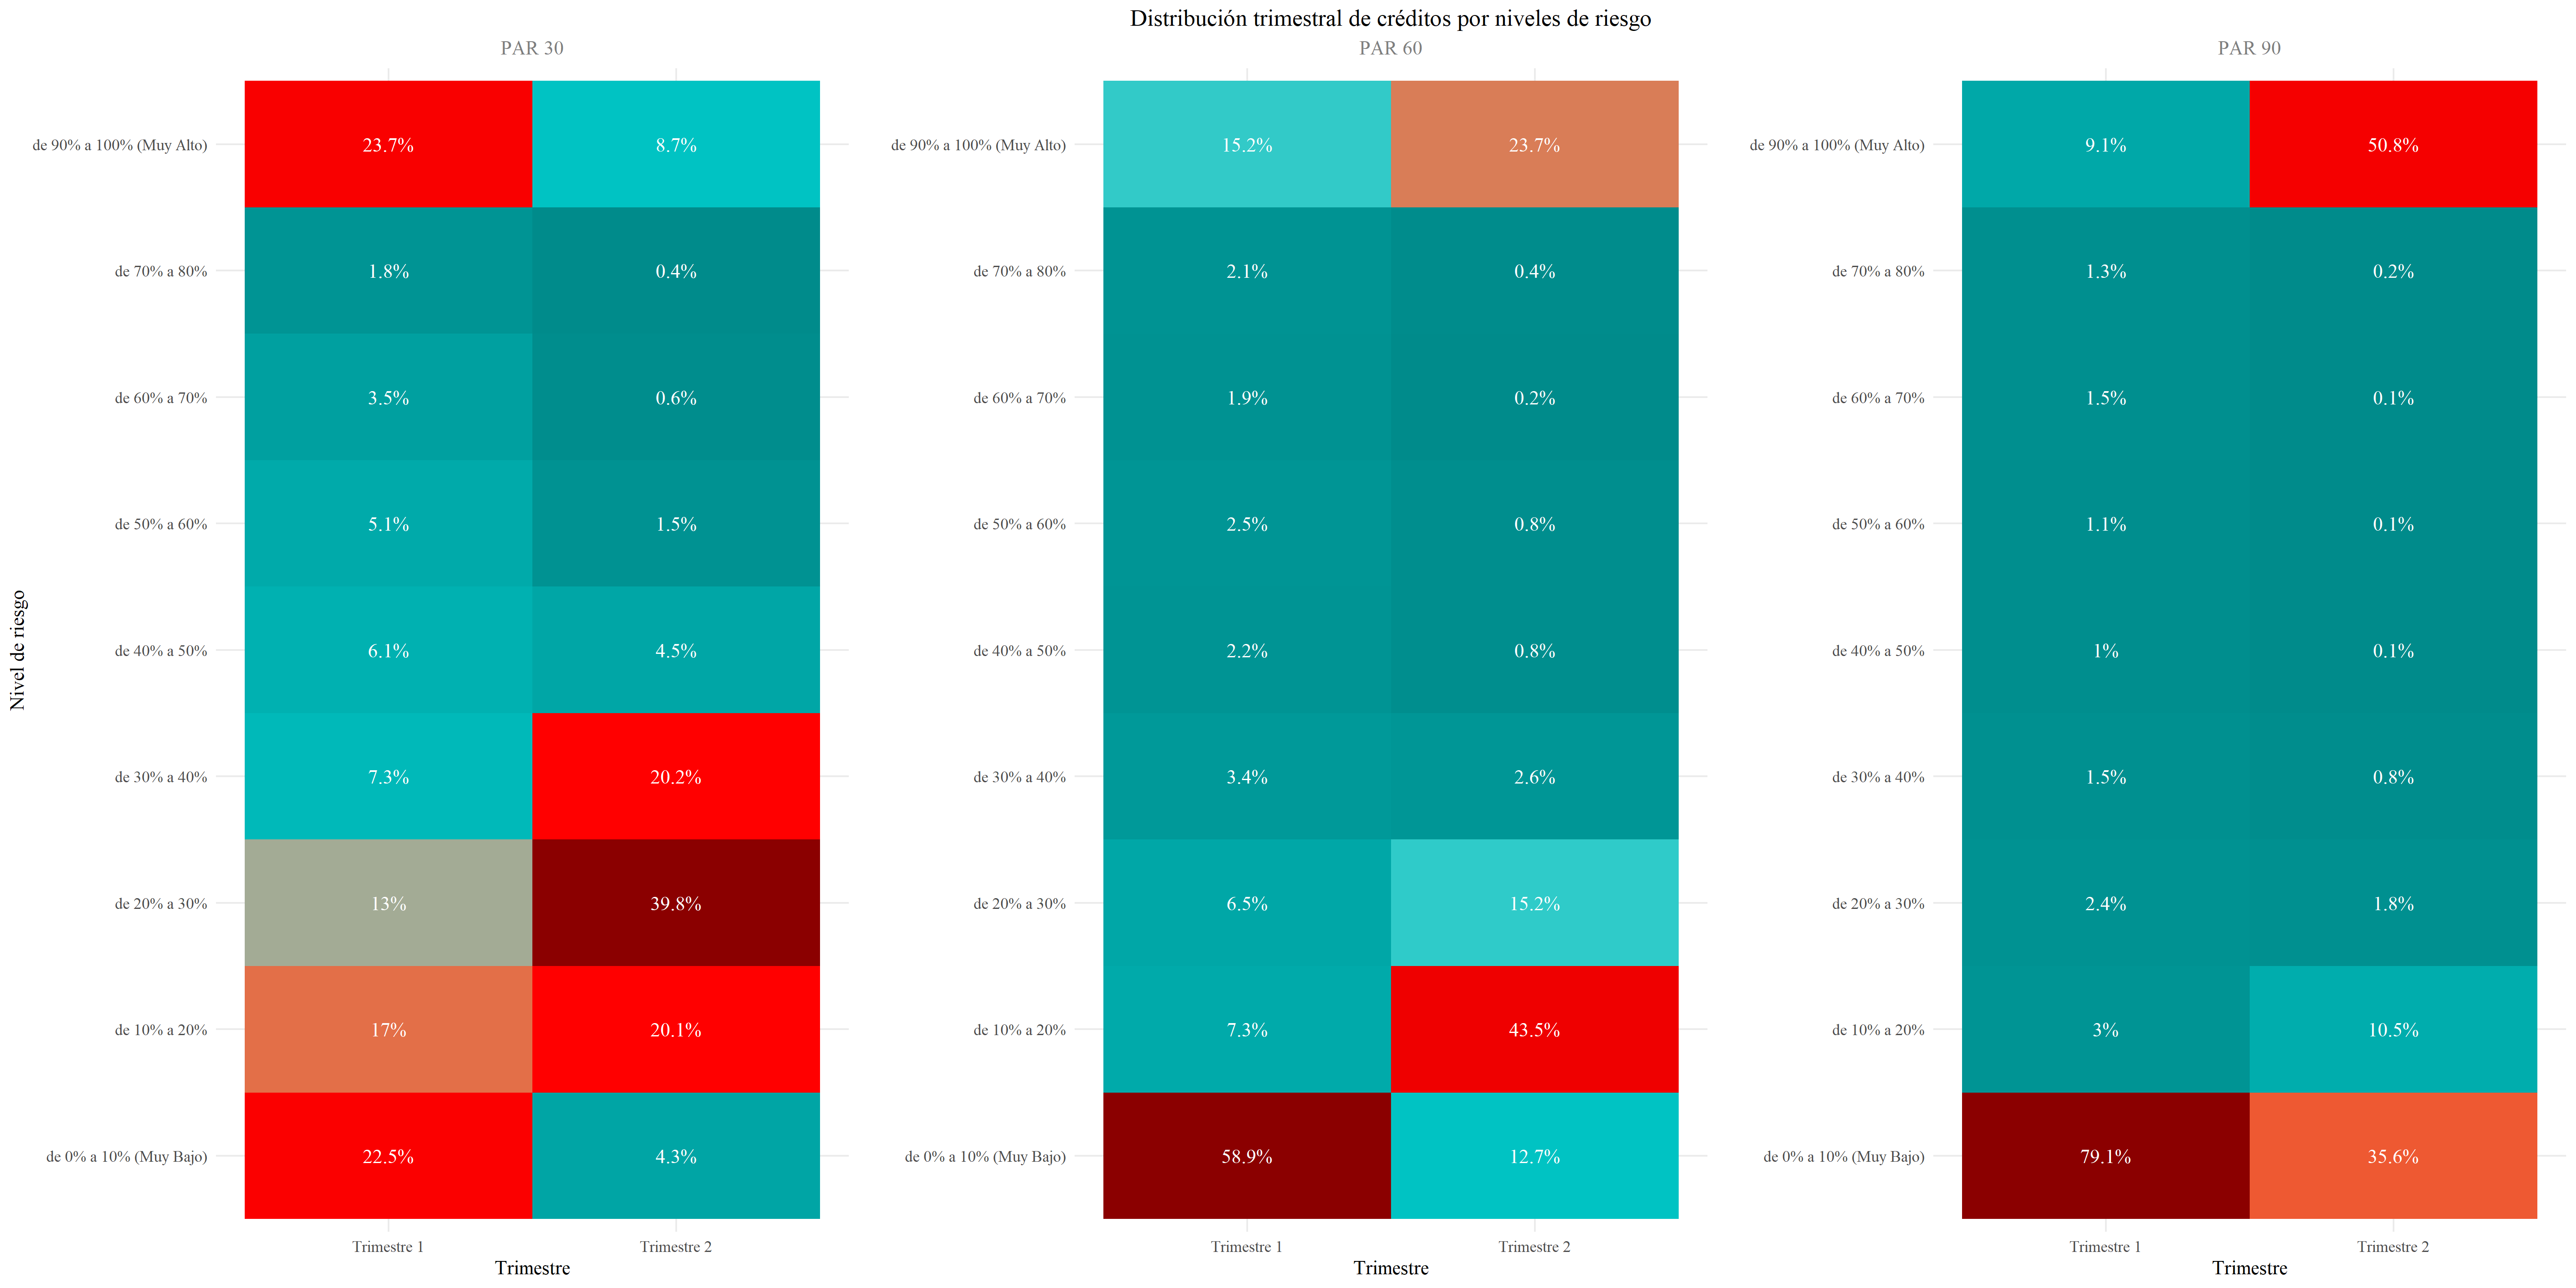 Distribución trimestral de créditos por niveles de riesgo
Nivel de riesgo
PAR 30
de 90% a 100% (Muy Alto) 23.7% 8.7%
de 70% a 80% 1.8% 0.4%
de 60% a 70% 3.5% 0.6%
de 50% a 60% 5.1% 1.5%
de 40% a 50% 6.1% 4.5%
de 30% a 40% 7.3% 20.2%
de 20% a 30% 13% 39.8%
de 10% a 20% 17% 20.1%
de 0% a 10% (Muy Bajo) 22.5% 4.3%
Trimestre 1 Trimestre 2
Trimestre
PAR 60
de 90% a 100% (Muy Alto) 15.2% 23.7%
de 70% a 80% 2.1% 0.4%
de 60% a 70% 1.9% 0.2%
de 50% a 60% 2.5% 0.8%
de 40% a 50% 2.2% 0.8%
de 30% a 40% 3.4% 2.6%
de 20% a 30% 6.5% 15.2%
de 10% a 20% 7.3% 43.5%
de 0% a 10% (Muy Bajo) 58.9% 12.7%
Trimestre 1 Trimestre 2
Trimestre
PAR 90
de 90% a 100% (Muy Alto) 9.1% 50.8%
de 70% a 80% 1.3% 0.2%
de 60% a 70% 1.5% 0.1%
de 50% a 60% 1.1% 0.1%
de 40% a 50% 1% 0.1%
de 30% a 40% 1.5% 0.8%
de 20% a 30% 2.4% 1.8%
de 10% a 20% 3% 10.5%
de 0% a 10% (Muy Bajo) 79.1% 35.6%
Trimestre 1 Trimestre 2
Trimestre